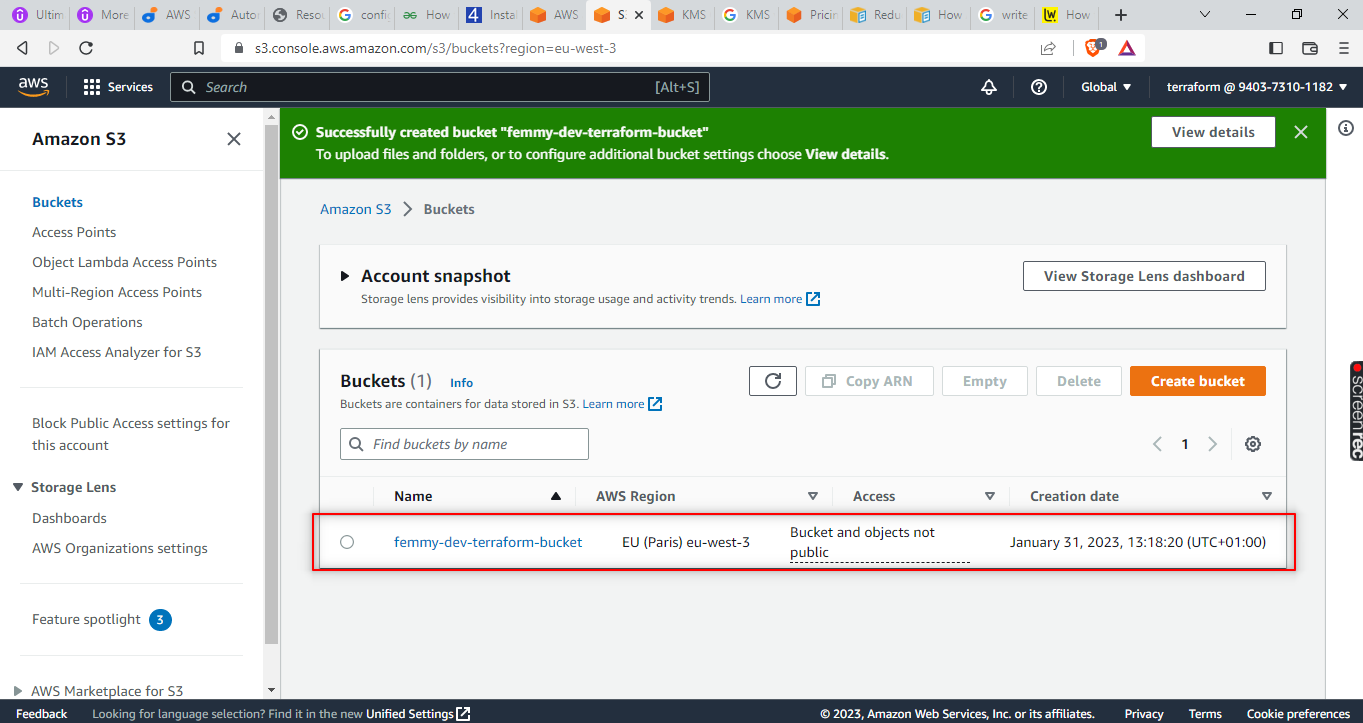 Ultim
More
AWS
Autor
Resou
config
How
Insta
AWS
S3
KMS
KMS
Pricin
Redu
How
write
How
s3.console.aws.amazon.com/s3/buckets?region=eu-west-3
1
aws
Services
Search
[Alt+S]
Global
terraform @ 9403-7310-1182
Amazon S3
Buckets
Access Points
Object Lambda Access Points
Multi-Region Access Points
Batch Operations
IAM Access Analyzer for S3
Block Public Access settings for
this account
Storage Lens
Dashboards
AWS Organizations settings
Feature spotlight 3
AWS Marketplace for S3
Successfully created bucket "femmy-dev-terraform-bucket"
To upload files and folders, or to configure additional bucket settings choose View details.
View details
Amazon S3 > Buckets
Account snapshot
Storage lens provides visibility into storage usage and activity trends. Learn more
View Storage Lens dashboard
Buckets (1) Info
Buckets are containers for data stored in S3. Learn more
Copy ARN
Empty
Delete
Create bucket
Find buckets by name
1
Name
AWS Region
Access
Creation date
femmy-dev-terraform-bucket
EU (Paris) eu-west-3
Bucket and objects not
public
January 31, 2023, 13:18:20 (UTC+01:00)
screenrec
Feedback
Looking for language selection? Find it in the new Unified Settings
© 2023, Amazon Web Services, Inc. or its affiliates.
Privacy
Terms
Cookie preferences